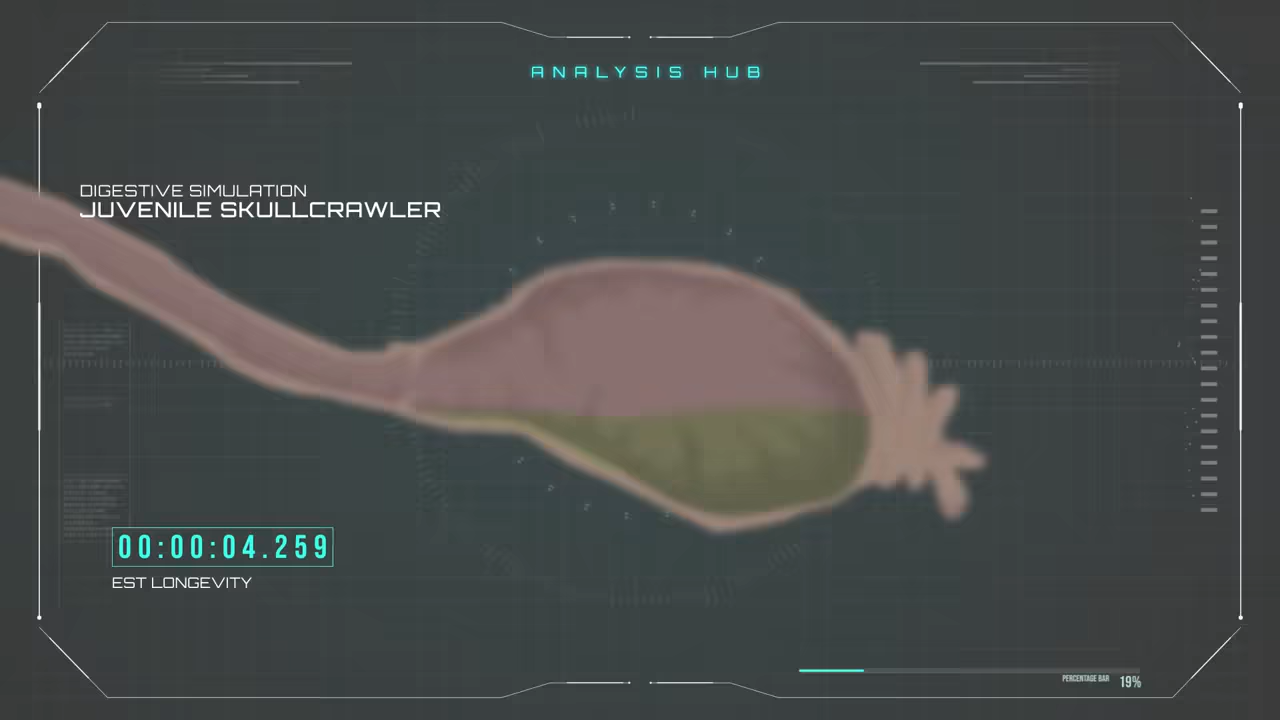 ANALYSIS HUB
DIGESTIVE SIMULATION
JUVENILE SKULLCRAWLER
00:00:04.259
EST LONGEVITY
PERCENTAGE BAR 19%